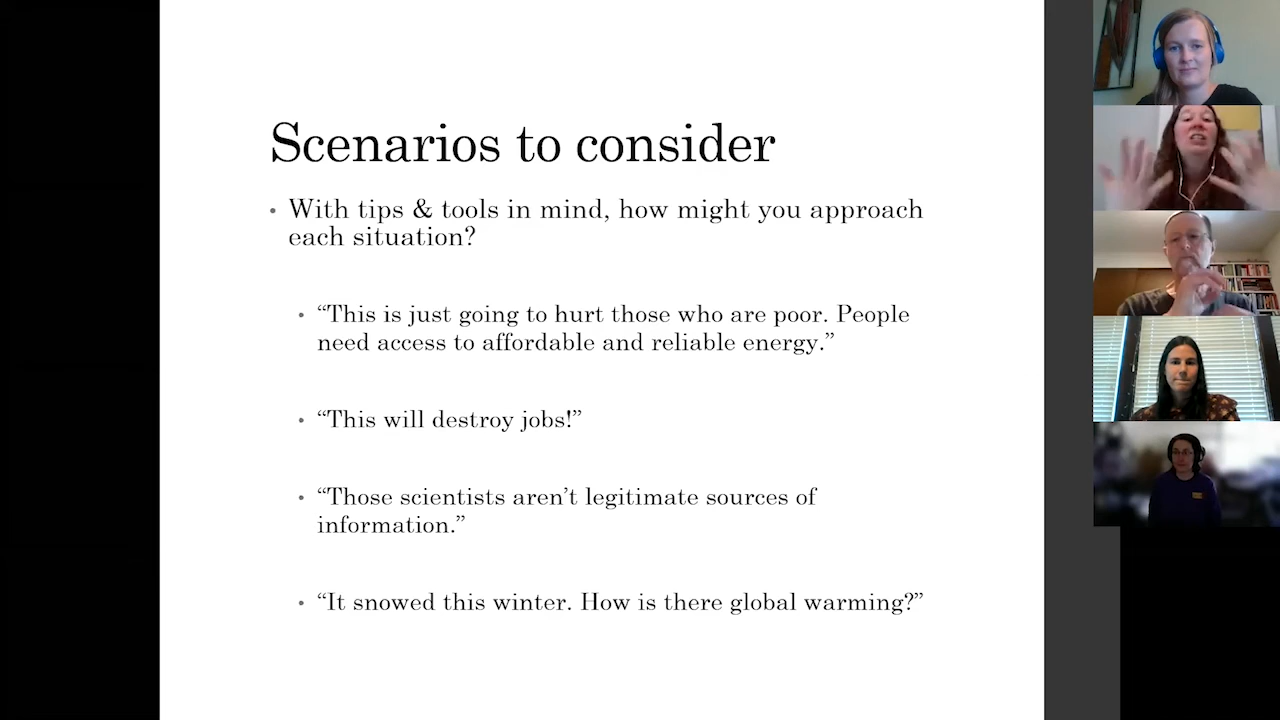 Scenarios to consider
• With tips & tools in mind, how might you approach
each situation?
• “This is just going to hurt those who are poor. People
need access to affordable and reliable energy.”
• “This will destroy jobs!”
• “Those scientists aren’t legitimate sources of
information.”
• “It snowed this winter. How is there global warming?”